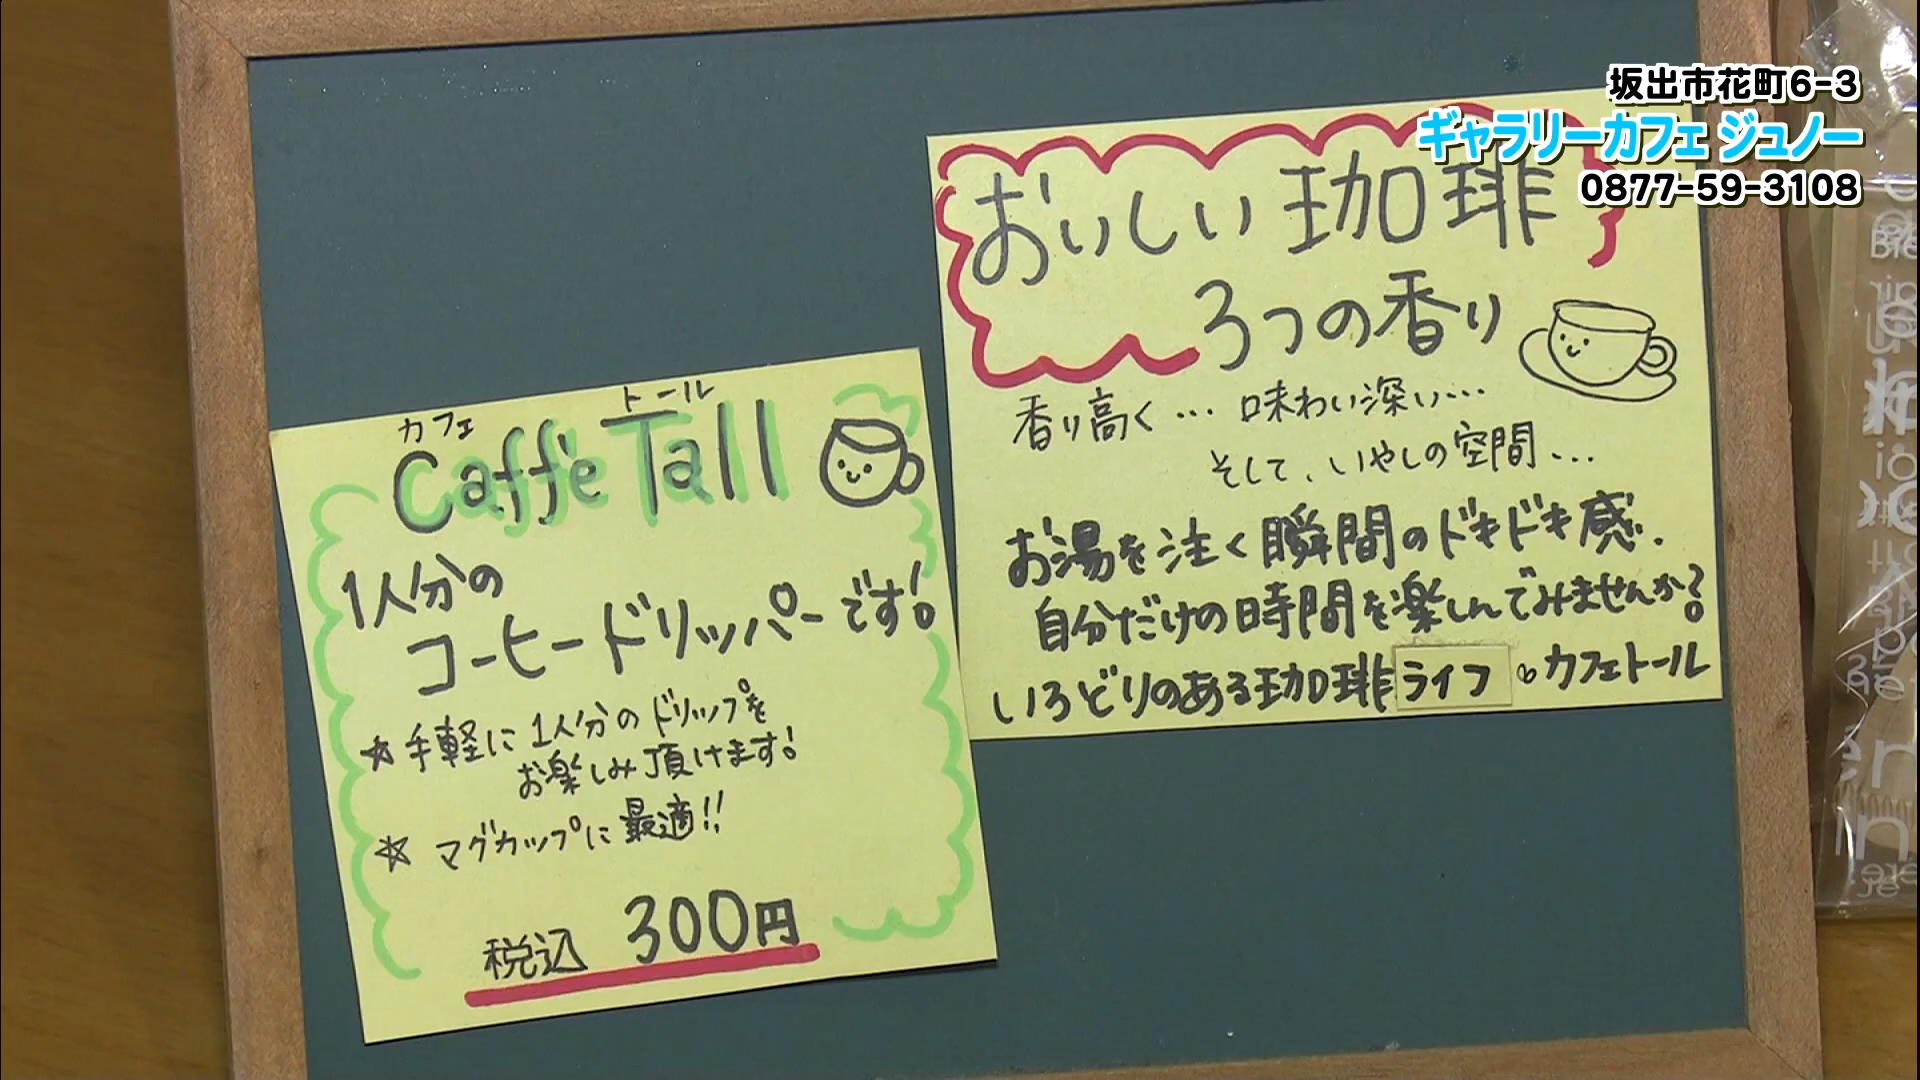 坂出市花町6-3
ギャラリーカフェ ジュノー
0877-59-3108
おいしい珈琲
3つの香り
香り高く… 味わい深い…
そして、いやしの空間…
お湯を注ぐ瞬間のドキドキ感.
自分だけの時間を楽しんでみませんか?
いろどりのある珈琲ライフ カフェトール
カフェ トール
Caffe Tall
1人分の
コーヒードリッパーです!
☆手軽に1人分のドリップを
お楽しみ頂けます!
☆マグカップに最適!!
税込 300円